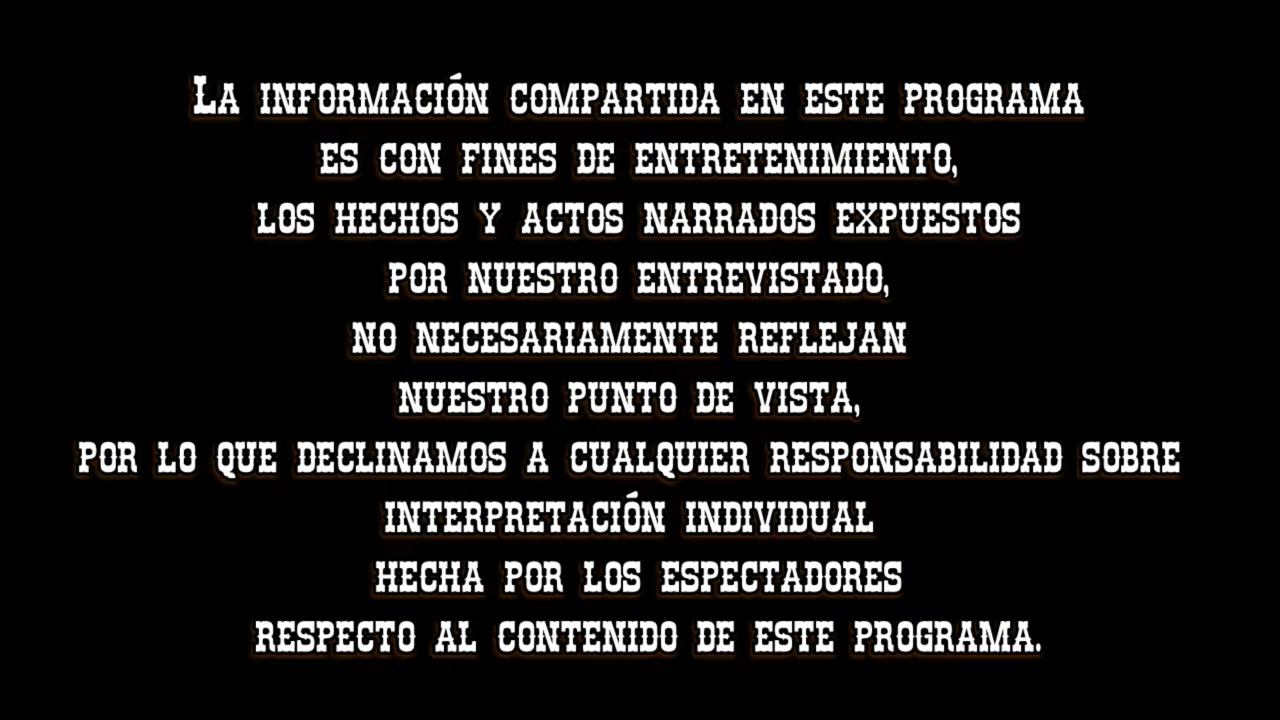 La información compartida en este programa
es con fines de entretenimiento,
los hechos y actos narrados expuestos
por nuestro entrevistado,
no necesariamente reflejan
nuestro punto de vista,
por lo que declinamos a cualquier responsabilidad sobre
interpretación individual
hecha por los espectadores
respecto al contenido de este programa.